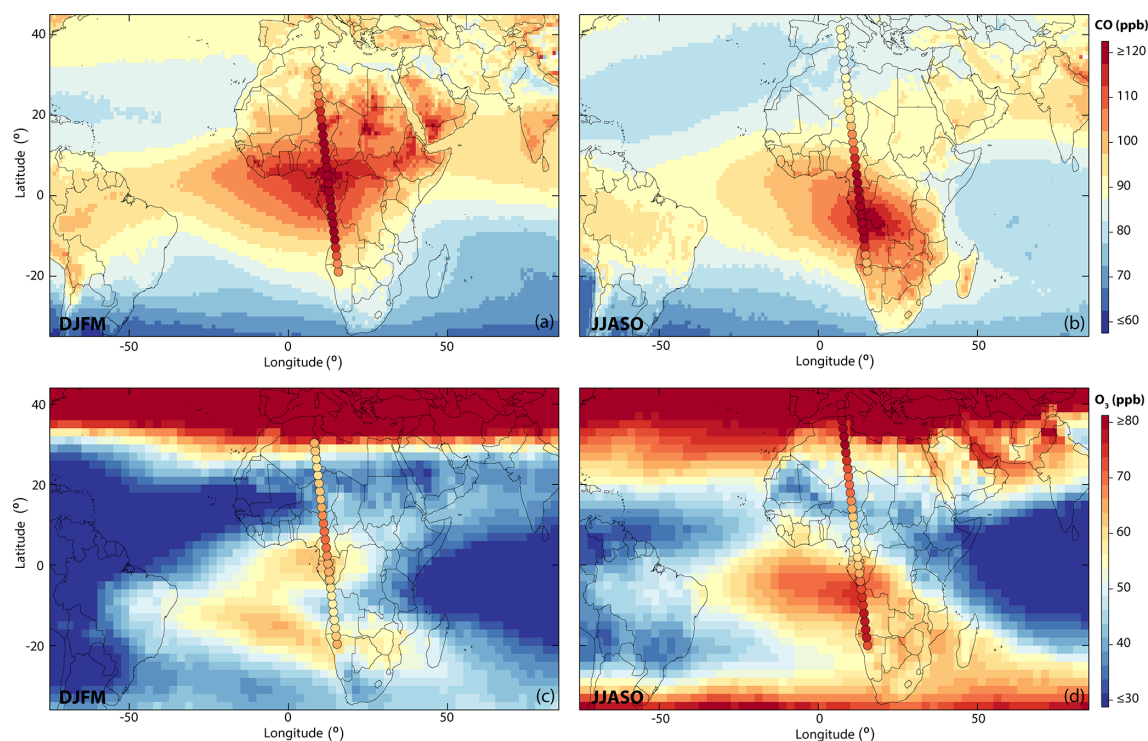 CO (ppb)
40
20
0
-20
Latitude (º)
DJFM
(a)
JJASO
(b)
≥120
110
100
90
80
70
≤60
-50
0
50
-50
0
50
Longitude (º)
Longitude (º)
O₃ (ppb)
40
20
0
-20
Latitude (º)
DJFM
(c)
JJASO
(d)
≥80
70
60
50
40
≤30
-50
0
50
-50
0
50
Longitude (º)
Longitude (º)